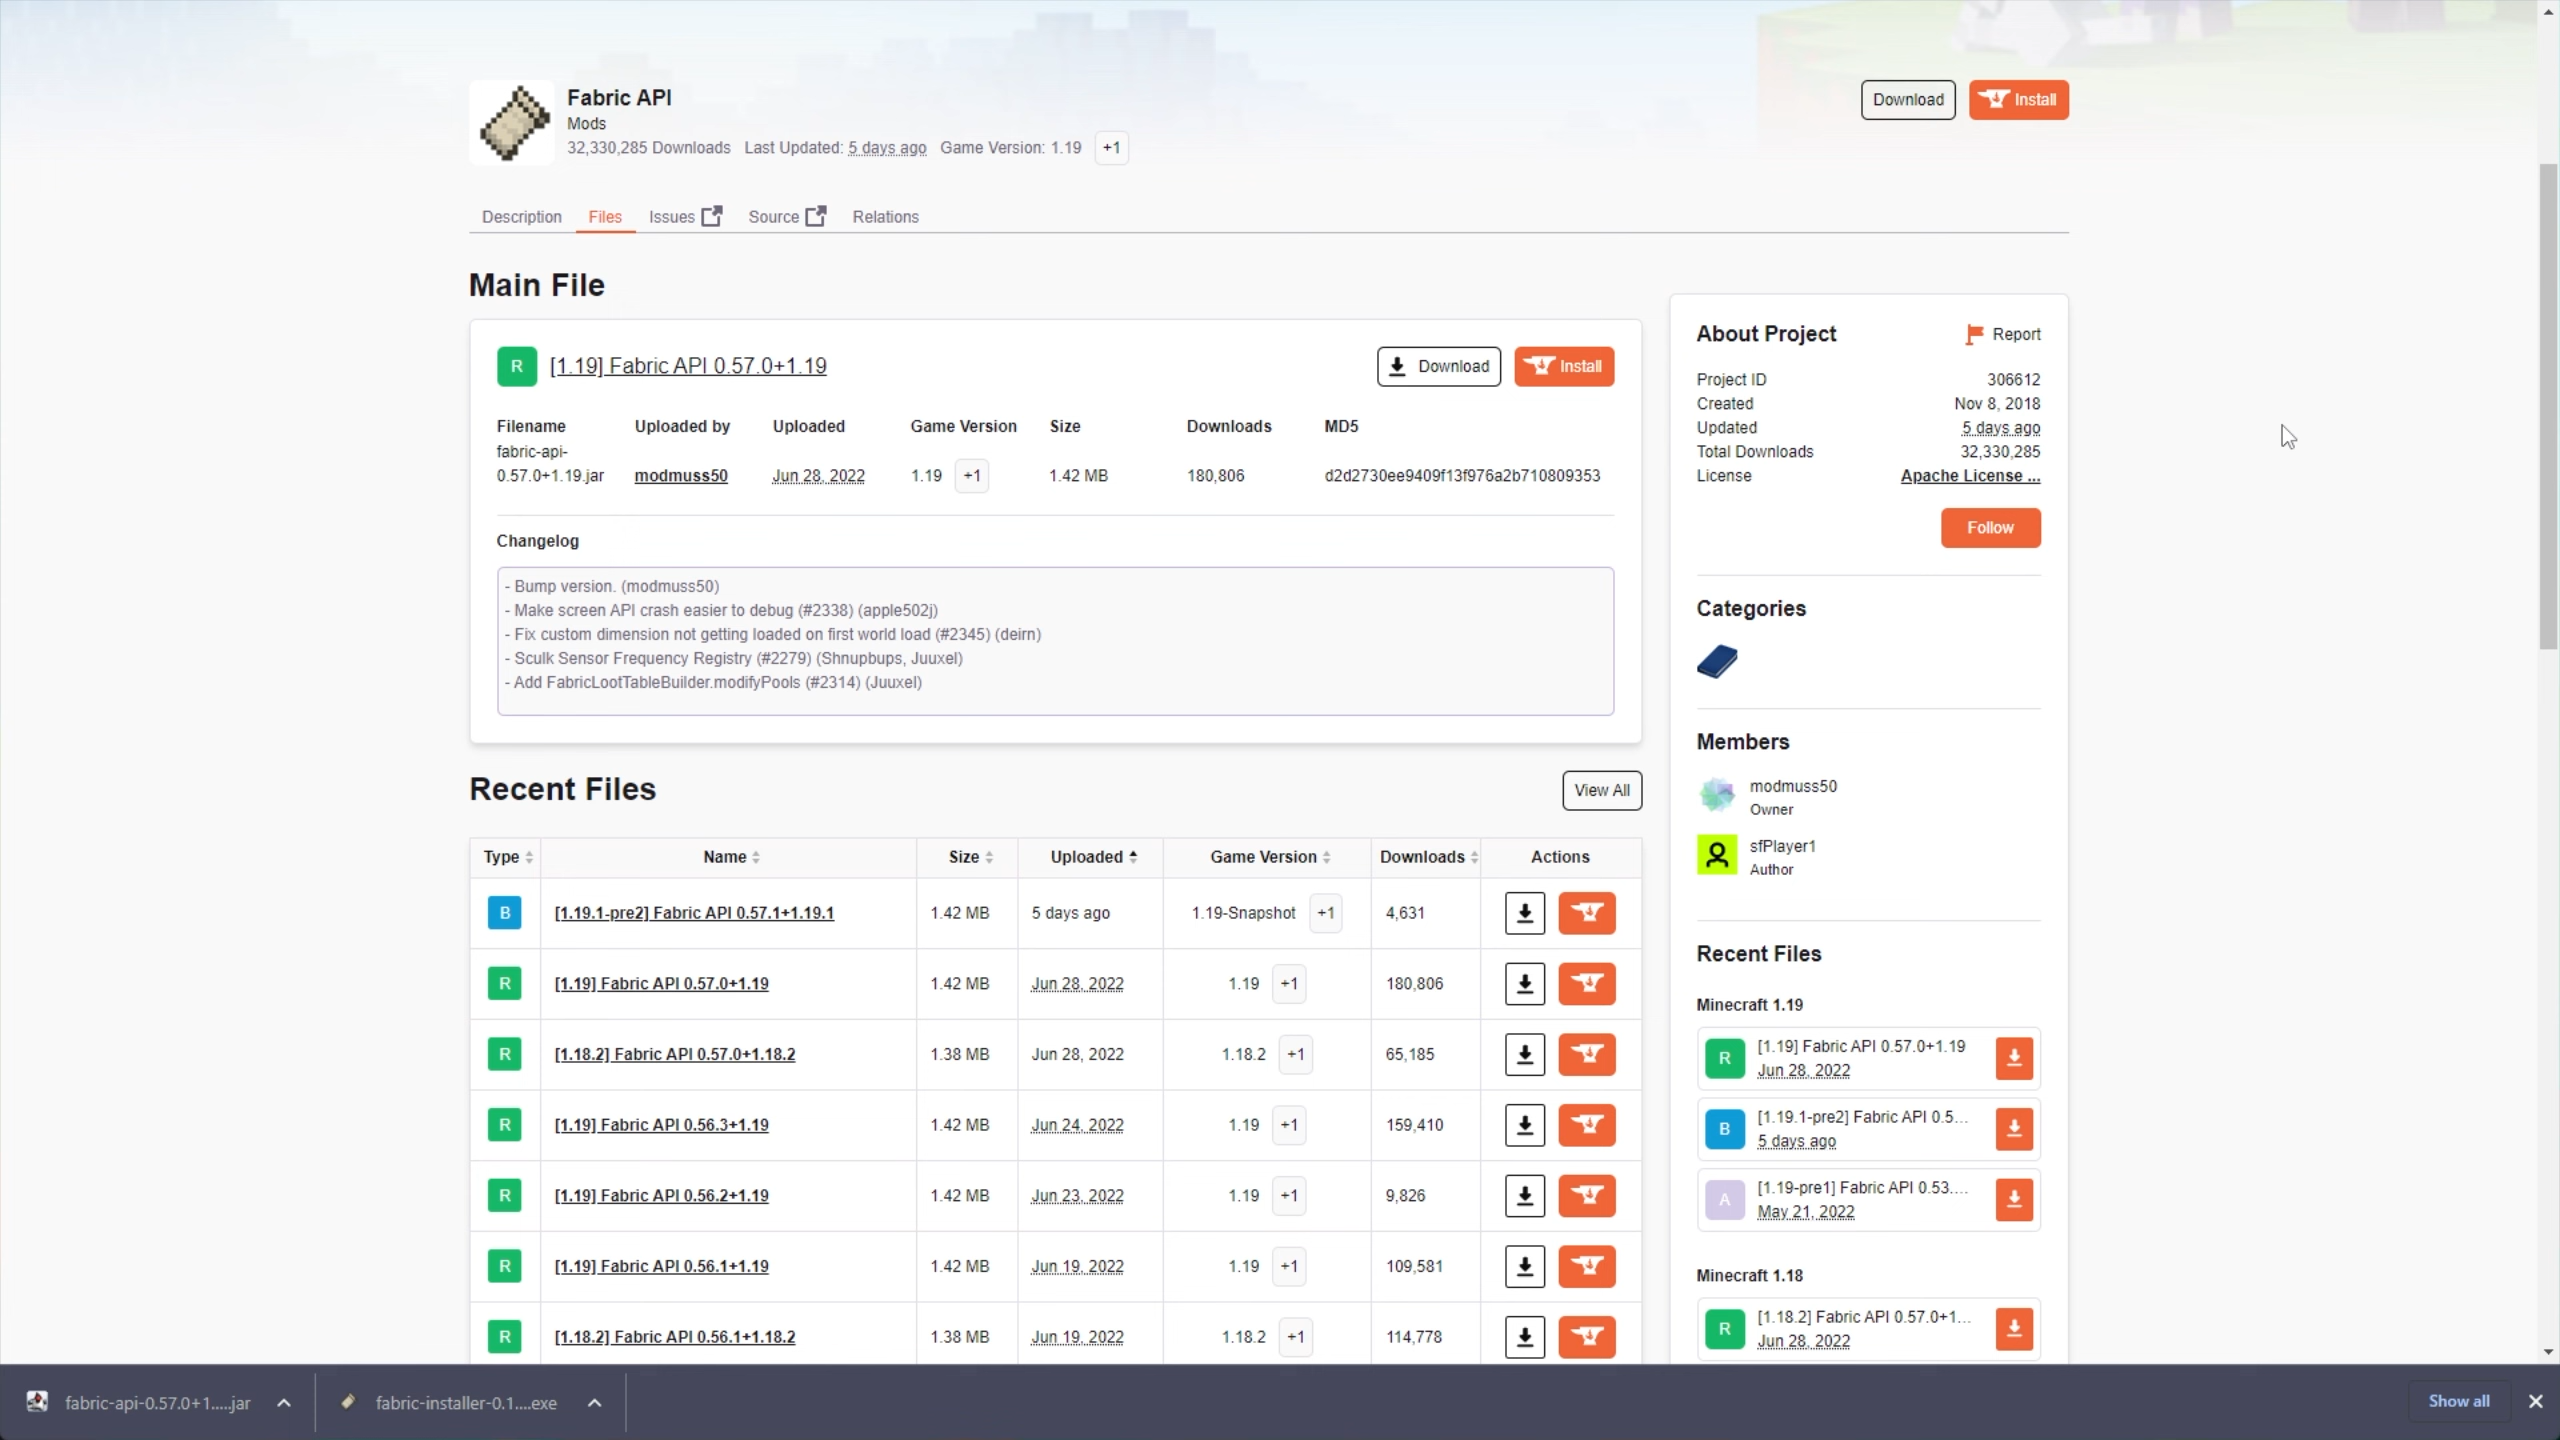 Fabric API
Mods
32,330,285 Downloads Last Updated: 5 days ago Game Version: 1.19 +1
Download Install
Description Files Issues Source Relations
Main File
R [1.19] Fabric API 0.57.0+1.19 Download Install
Filename Uploaded by Uploaded Game Version Size Downloads MD5
fabric-api-
0.57.0+1.19.jar modmuss50 Jun 28, 2022 1.19 +1 1.42 MB 180,806 d2d2730ee9409f13f976a2b710809353
Changelog
- Bump version. (modmuss50)
- Make screen API crash easier to debug (#2338) (apple502j)
- Fix custom dimension not getting loaded on first world load (#2345) (deirn)
- Sculk Sensor Frequency Registry (#2279) (Shnupbups, Juuxel)
- Add FabricLootTableBuilder.modifyPools (#2314) (Juuxel)
Recent Files View All
Type Name Size Uploaded Game Version Downloads Actions
B [1.19.1-pre2] Fabric API 0.57.1+1.19.1 1.42 MB 5 days ago 1.19-Snapshot +1 4,631
R [1.19] Fabric API 0.57.0+1.19 1.42 MB Jun 28, 2022 1.19 +1 180,806
R [1.18.2] Fabric API 0.57.0+1.18.2 1.38 MB Jun 28, 2022 1.18.2 +1 65,185
R [1.19] Fabric API 0.56.3+1.19 1.42 MB Jun 24, 2022 1.19 +1 159,410
R [1.19] Fabric API 0.56.2+1.19 1.42 MB Jun 23, 2022 1.19 +1 9,826
R [1.19] Fabric API 0.56.1+1.19 1.42 MB Jun 19, 2022 1.19 +1 109,581
R [1.18.2] Fabric API 0.56.1+1.18.2 1.38 MB Jun 19, 2022 1.18.2 +1 114,778
About Project Report
Project ID 306612
Created Nov 8, 2018
Updated 5 days ago
Total Downloads 32,330,285
License Apache License ...
Follow
Categories
Members
modmuss50
Owner
sfPlayer1
Author
Recent Files
Minecraft 1.19
R [1.19] Fabric API 0.57.0+1.19
Jun 28, 2022
B [1.19.1-pre2] Fabric API 0.5...
5 days ago
A [1.19-pre1] Fabric API 0.53....
May 21, 2022
Minecraft 1.18
R [1.18.2] Fabric API 0.57.0+1...
Jun 28, 2022
fabric-api-0.57.0+1.....jar fabric-installer-0.1....exe Show all